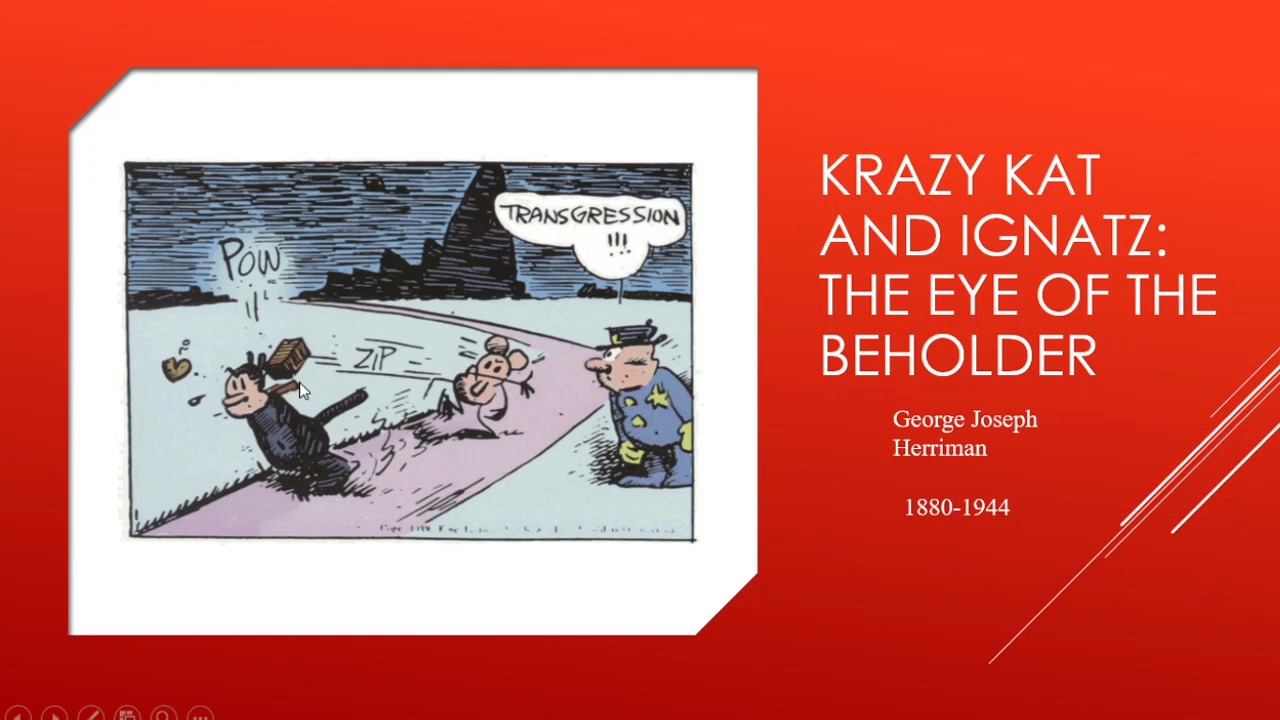 POW
TRANSGRESSION
!!!
ZIP
KRAZY KAT
AND IGNATZ:
THE EYE OF THE
BEHOLDER
George Joseph
Herriman
1880-1944